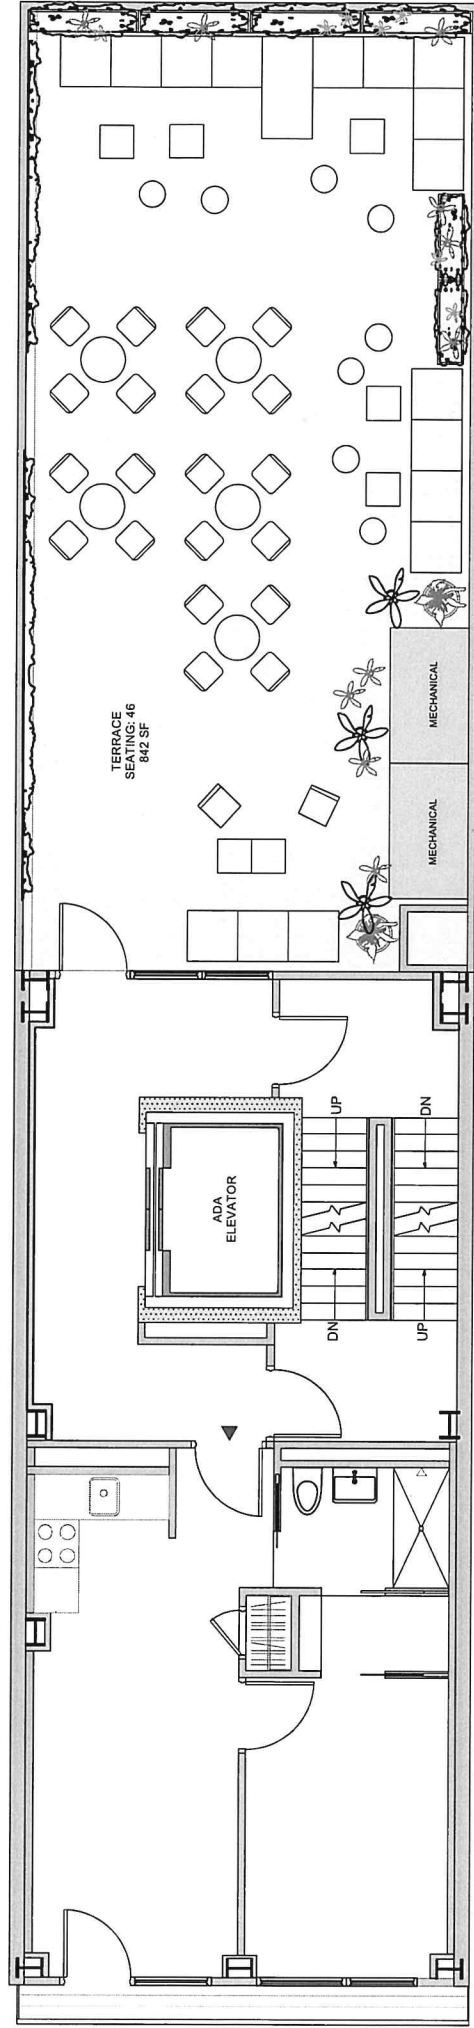 TERRACE
SEATING: 46
842 SF
MECHANICAL
MECHANICAL
ADA
ELEVATOR
UP
DN
DN
UP